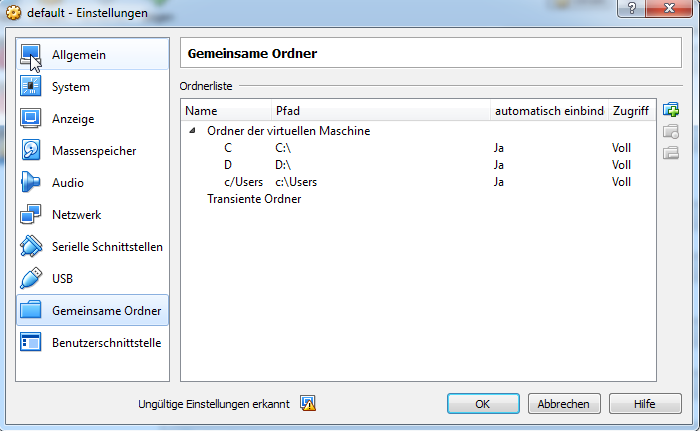 default - Einstellungen
Allgemein
System
Anzeige
Massenspeicher
Audio
Netzwerk
Serielle Schnittstellen
USB
Gemeinsame Ordner
Benutzerschnittstelle
Gemeinsame Ordner
Ordnerliste
Name Pfad automatisch einbind Zugriff
Ordner der virtuellen Maschine
C C:\ Ja Voll
D D:\ Ja Voll
c/Users c:\Users Ja Voll
Transiente Ordner
Ungültige Einstellungen erkannt OK Abbrechen Hilfe